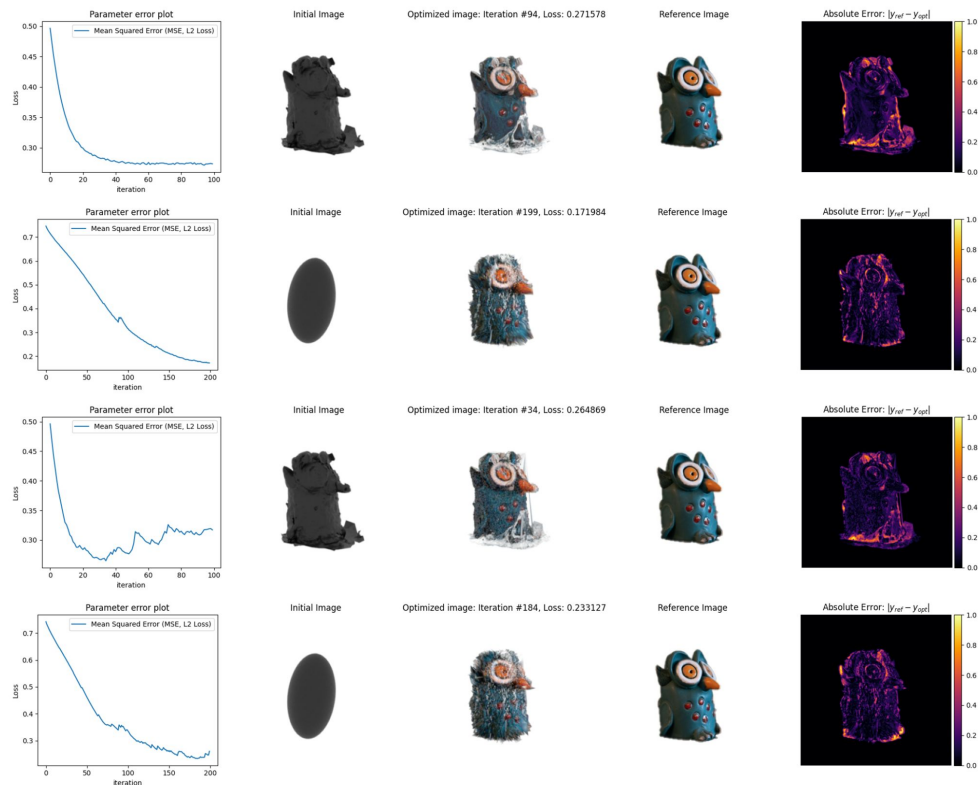 Parameter error plot
Initial Image
Optimized image: Iteration #94, Loss: 0.271578
Reference Image
Absolute Error: |y_ref − y_opt|
Mean Squared Error (MSE, L2 Loss)
0.50
0.45
0.40
0.35
0.30
Loss
0
20
40
60
80
100
iteration
1.0
0.8
0.6
0.4
0.2
0.0
Parameter error plot
Initial Image
Optimized image: Iteration #199, Loss: 0.171984
Reference Image
Absolute Error: |y_ref − y_opt|
Mean Squared Error (MSE, L2 Loss)
0.7
0.6
0.5
0.4
0.3
0.2
Loss
0
50
100
150
200
iteration
1.0
0.8
0.6
0.4
0.2
0.0
Parameter error plot
Initial Image
Optimized image: Iteration #34, Loss: 0.264869
Reference Image
Absolute Error: |y_ref − y_opt|
Mean Squared Error (MSE, L2 Loss)
0.50
0.45
0.40
0.35
0.30
Loss
0
20
40
60
80
100
iteration
1.0
0.8
0.6
0.4
0.2
0.0
Parameter error plot
Initial Image
Optimized image: Iteration #184, Loss: 0.233127
Reference Image
Absolute Error: |y_ref − y_opt|
Mean Squared Error (MSE, L2 Loss)
0.7
0.6
0.5
0.4
0.3
Loss
0
50
100
150
200
iteration
1.0
0.8
0.6
0.4
0.2
0.0